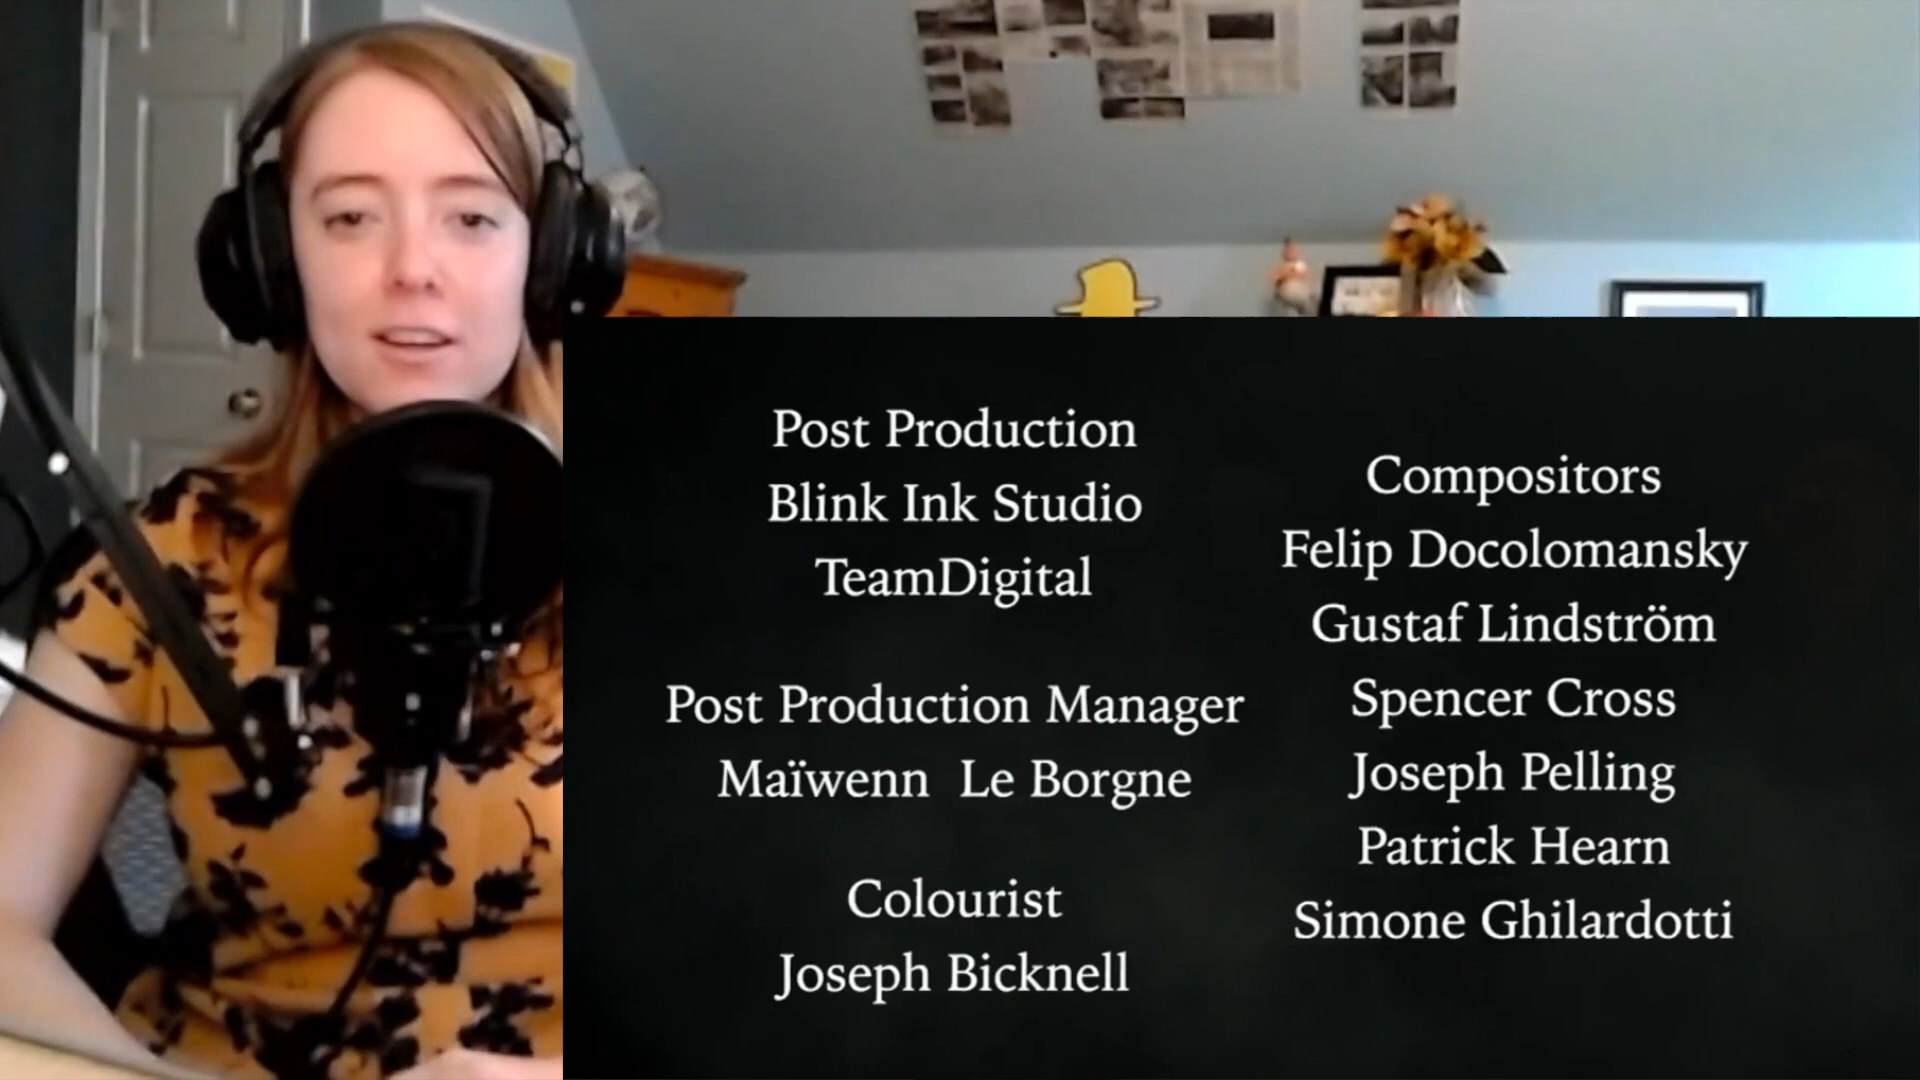 Post Production
Blink Ink Studio
TeamDigital
Post Production Manager
Maïwenn Le Borgne
Colourist
Joseph Bicknell
Compositors
Felip Docolomansky
Gustaf Lindström
Spencer Cross
Joseph Pelling
Patrick Hearn
Simone Ghilardotti